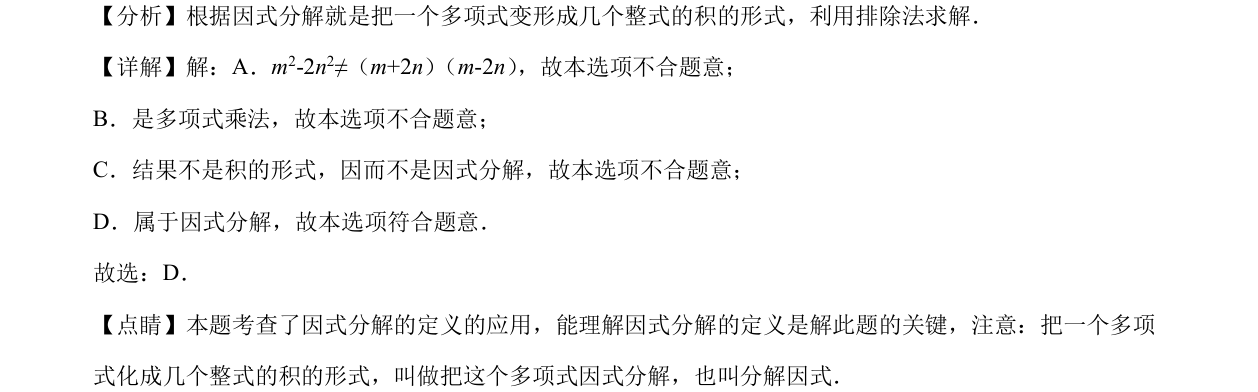 【分析】根据因式分解就是把一个多项式变形成几个整式的积的形式，利用排除法求解．
【详解】解：A．m²-2n²≠（m+2n）（m-2n），故本选项不合题意；
B．是多项式乘法，故本选项不合题意；
C．结果不是积的形式，因而不是因式分解，故本选项不合题意；
D．属于因式分解，故本选项符合题意．
故选：D．
【点睛】本题考查了因式分解的定义的应用，能理解因式分解的定义是解此题的关键，注意：把一个多项
式化成几个整式的积的形式，叫做把这个多项式因式分解，也叫分解因式．